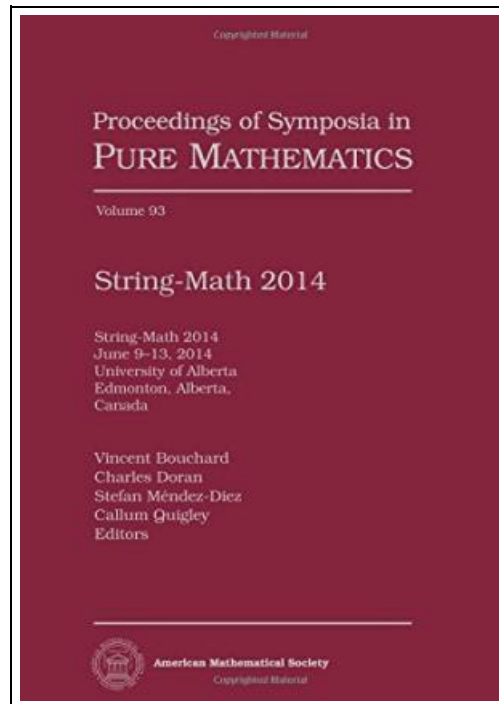 Copyrighted Material
Proceedings of Symposia in
PURE MATHEMATICS
Volume 93
String-Math 2014
String-Math 2014
June 9–13, 2014
University of Alberta
Edmonton, Alberta,
Canada
Vincent Bouchard
Charles Doran
Stefan Méndez-Diez
Callum Quigley
Editors
American Mathematical Society
Copyrighted Material